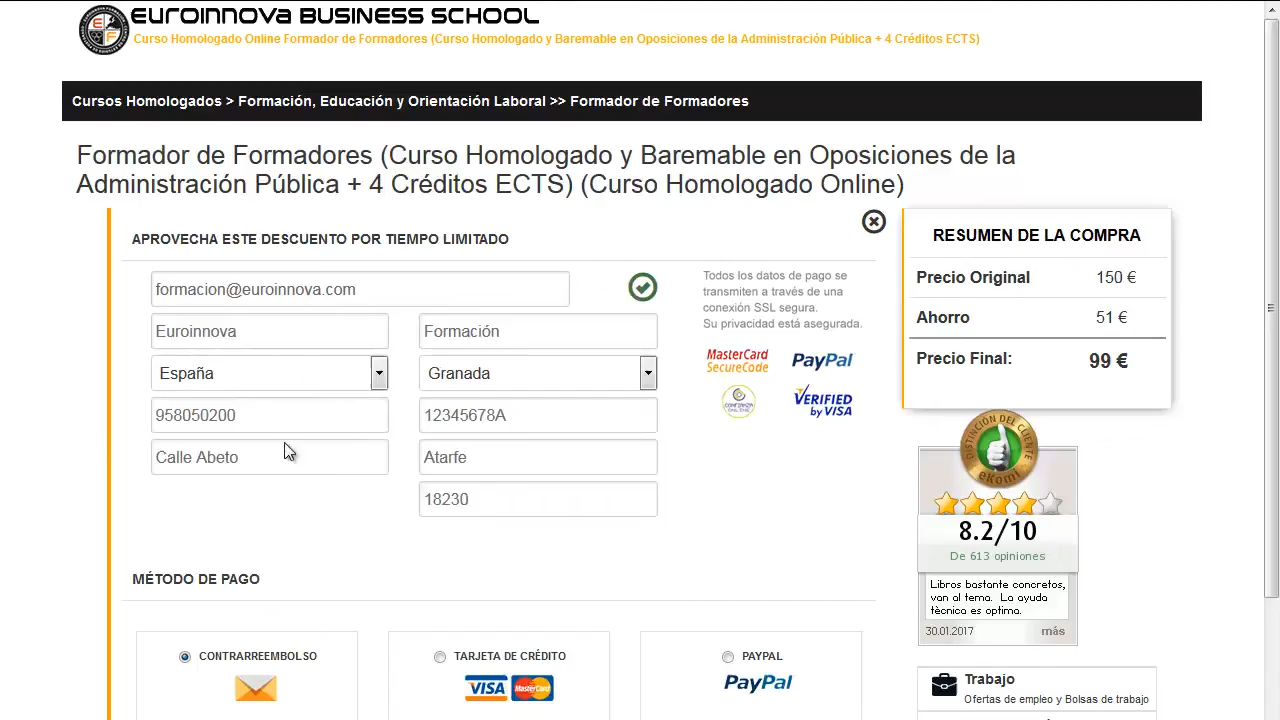 EUROINNOVA BUSINESS SCHOOL
Curso Homologado Online Formador de Formadores (Curso Homologado y Baremable en Oposiciones de la Administración Pública + 4 Créditos ECTS)
Cursos Homologados > Formación, Educación y Orientación Laboral >> Formador de Formadores
Formador de Formadores (Curso Homologado y Baremable en Oposiciones de la
Administración Pública + 4 Créditos ECTS) (Curso Homologado Online)
APROVECHA ESTE DESCUENTO POR TIEMPO LIMITADO
formacion@euroinnova.com
Euroinnova
Formación
España
Granada
958050200
12345678A
Calle Abeto
Atarfe
18230
Todos los datos de pago se
transmiten a través de una
conexión SSL segura.
Su privacidad está asegurada.
MasterCard
SecureCode
PayPal
CONFIANZA
ONLINE
VERIFIED
by VISA
RESUMEN DE LA COMPRA
Precio Original 150 €
Ahorro 51 €
Precio Final: 99 €
DISTINCIÓN DEL CLIENTE
eKomi
8.2/10
De 613 opiniones
Libros bastante concretos,
van al tema. La ayuda
tècnica es optima.
30.01.2017 más
MÉTODO DE PAGO
CONTRARREEMBOLSO
TARJETA DE CRÉDITO
VISA MasterCard
PAYPAL
PayPal
Trabajo
Ofertas de empleo y Bolsas de trabajo